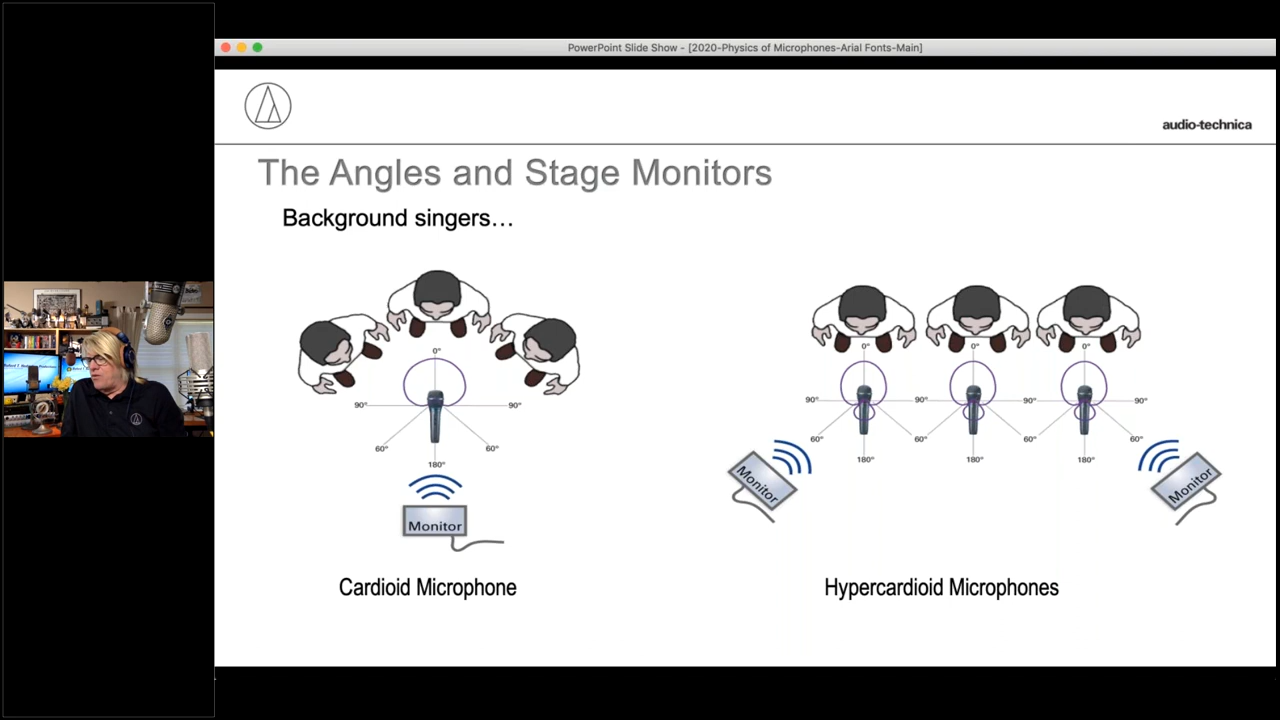 PowerPoint Slide Show - [2020-Physics of Microphones-Arial Fonts-Main]
audio-technica
The Angles and Stage Monitors
Background singers…
0°
90° 90°
60° 60°
180°
Monitor
Cardioid Microphone
0° 0° 0°
90° 90° 90° 90°
60° 60° 60° 60°
180° 180° 180°
Monitor Monitor
Hypercardioid Microphones